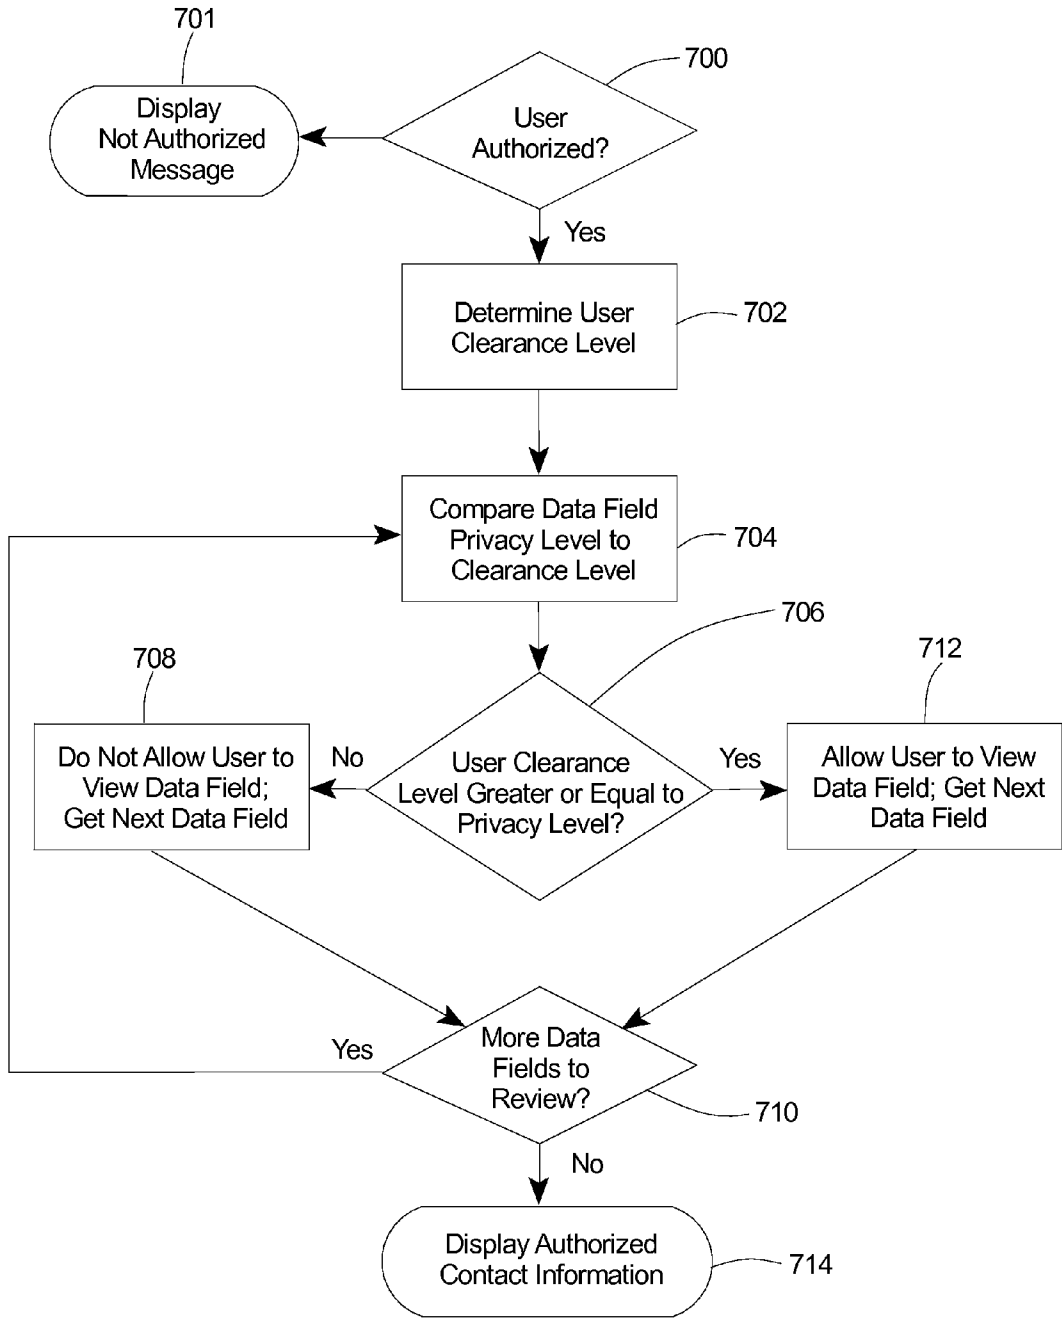 701
700
Display
Not Authorized
Message
User
Authorized?
Yes
Determine User
Clearance Level
702
Compare Data Field
Privacy Level to
Clearance Level
704
706
708
712
Do Not Allow User to
View Data Field;
Get Next Data Field
No
User Clearance
Level Greater or Equal to
Privacy Level?
Yes
Allow User to View
Data Field; Get Next
Data Field
Yes
More Data
Fields to
Review?
710
No
Display Authorized
Contact Information
714